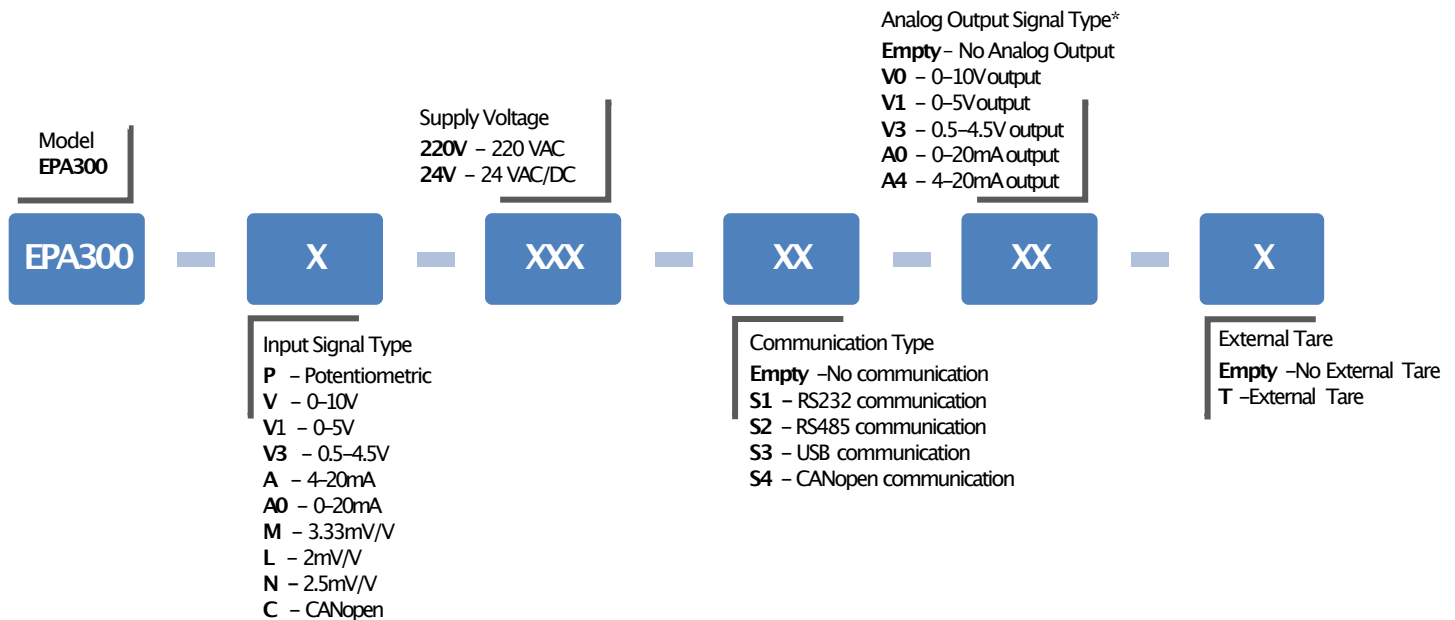 Model
EPA300
Supply Voltage
220V – 220 VAC
24V – 24 VAC/DC
Analog Output Signal Type*
Empty – No Analog Output
V0 – 0–10V output
V1 – 0–5V output
V3 – 0.5–4.5V output
A0 – 0–20mA output
A4 – 4–20mA output
EPA300 – X – XXX – XX – XX – X
Input Signal Type
P – Potentiometric
V – 0–10V
V1 – 0–5V
V3 – 0.5–4.5V
A – 4–20mA
A0 – 0–20mA
M – 3.33mV/V
L – 2mV/V
N – 2.5mV/V
C – CANopen
Communication Type
Empty –No communication
S1 – RS232 communication
S2 – RS485 communication
S3 – USB communication
S4 – CANopen communication
External Tare
Empty –No External Tare
T –External Tare